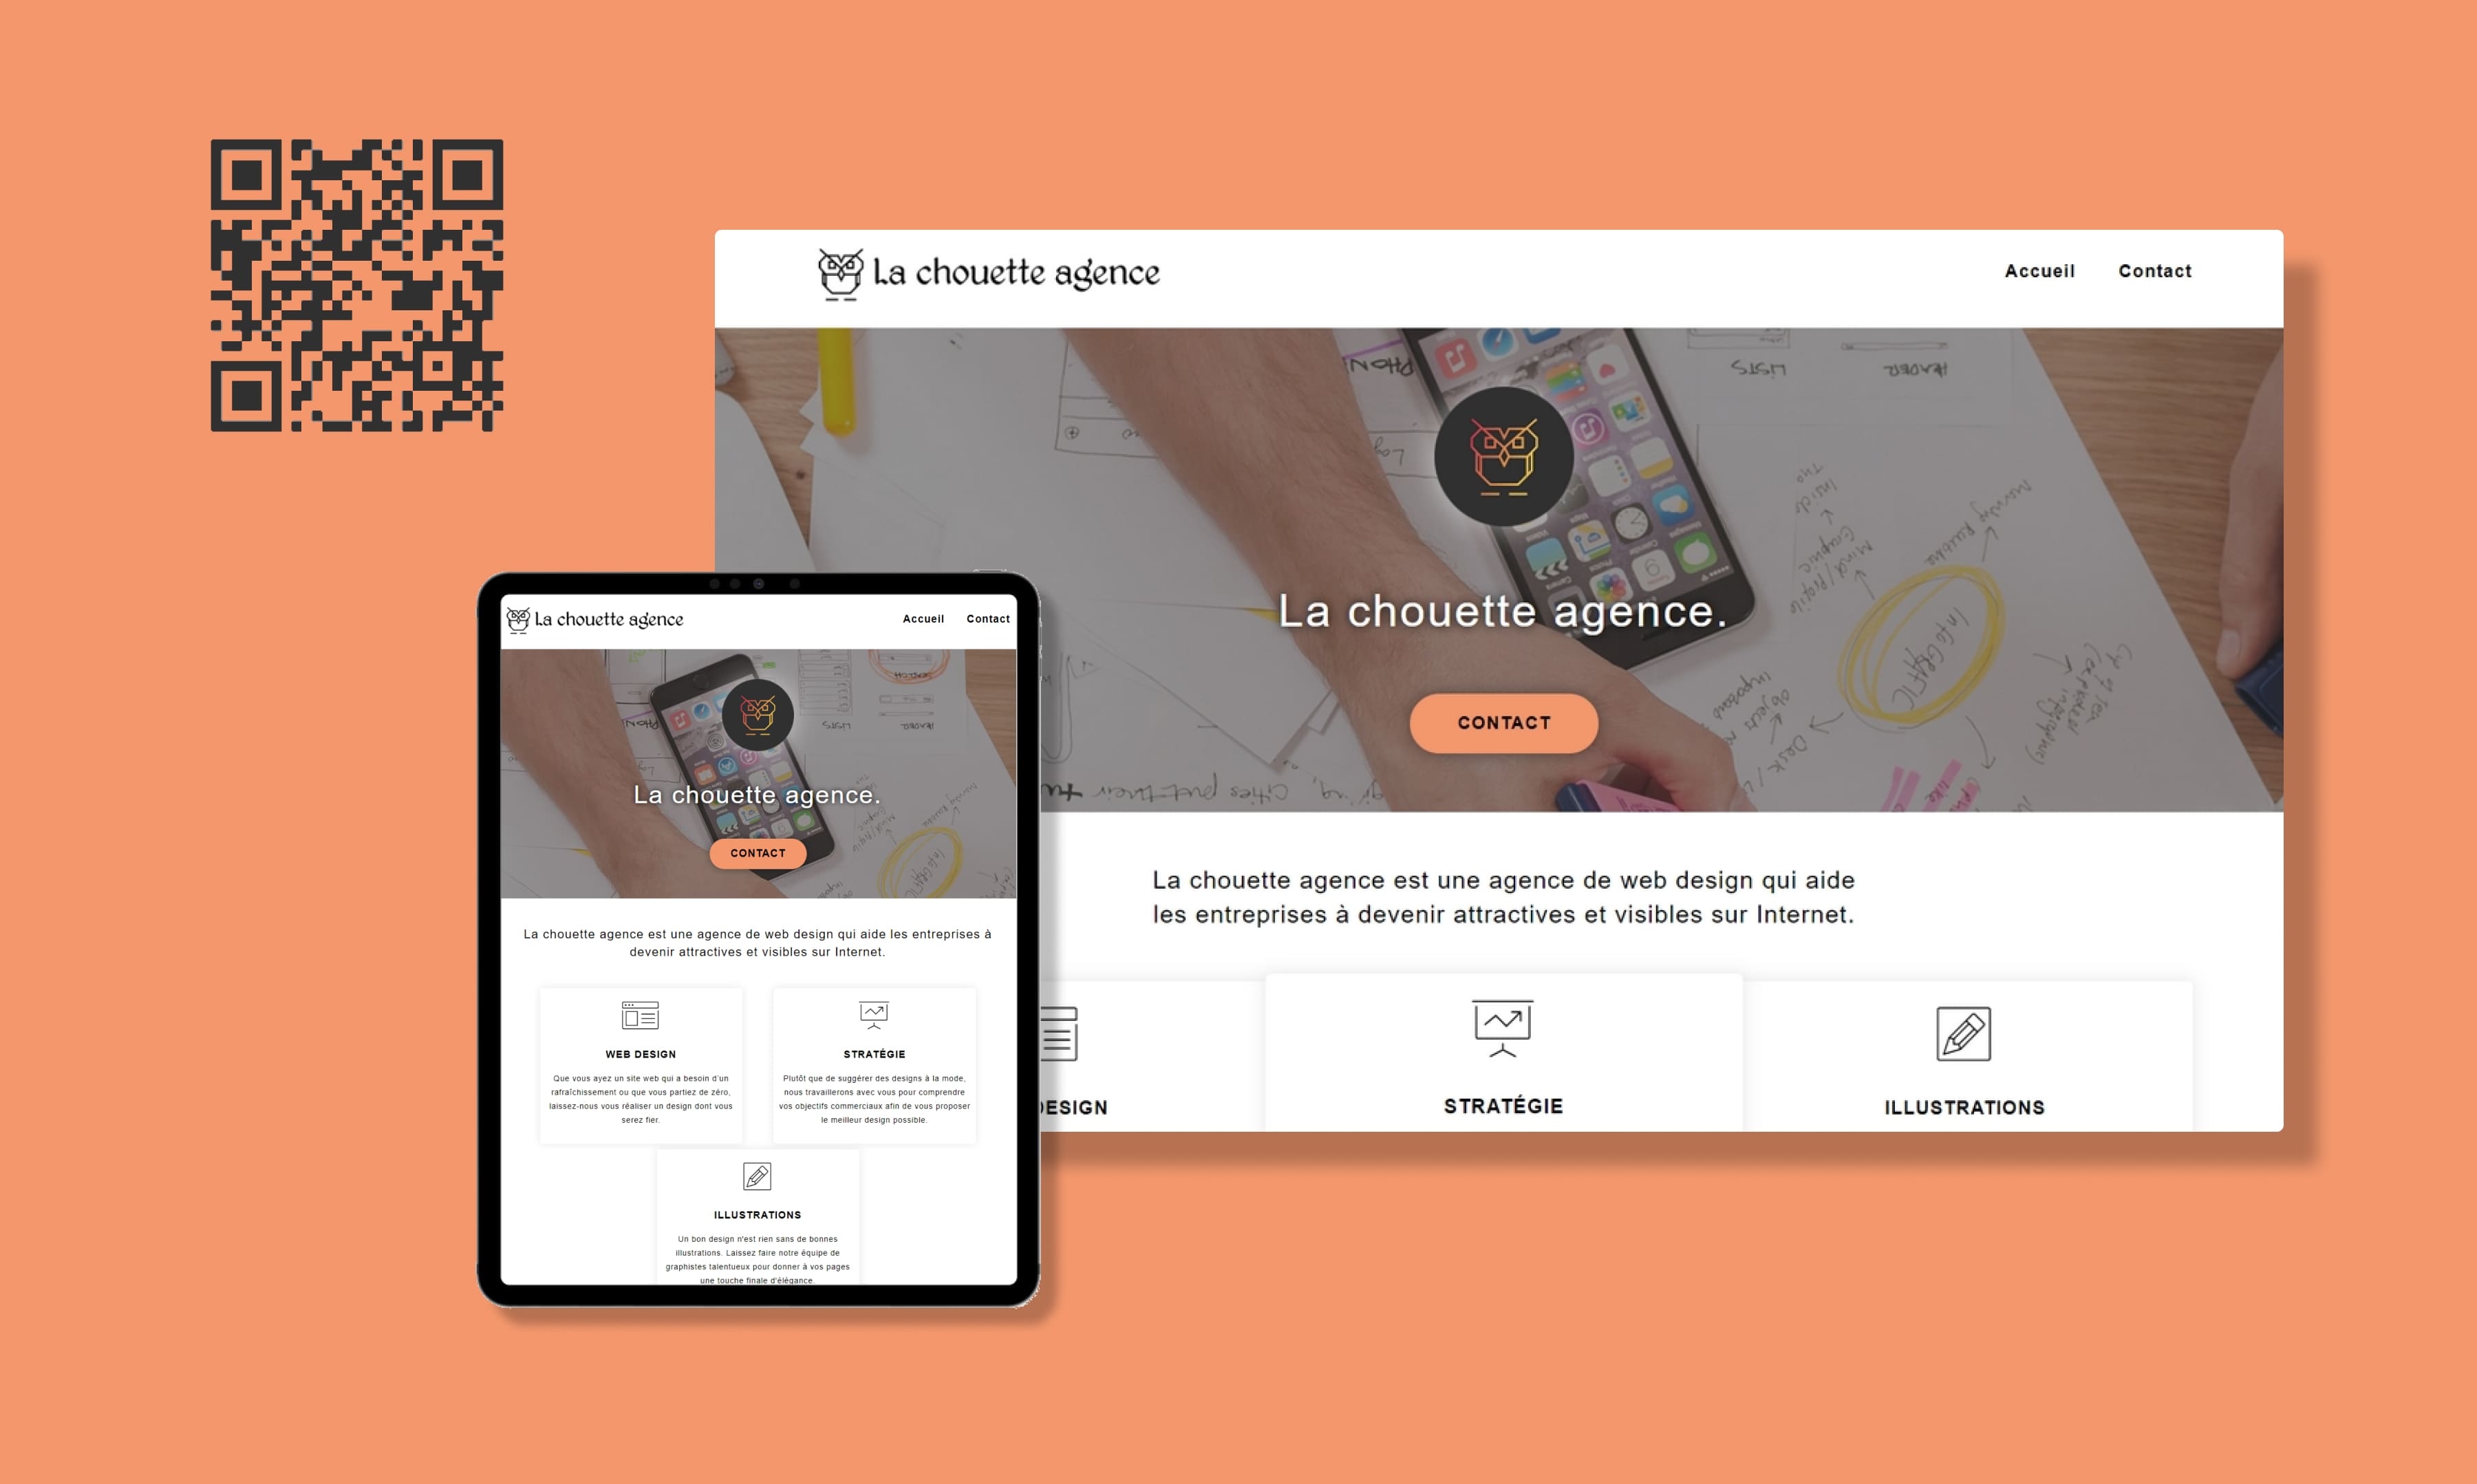 La chouette agence
Accueil Contact
PHON
LISTS
HEADER
La chouette agence.
CONTACT
INFOGRAFIC
La chouette agence est une agence de web design qui aide
les entreprises à devenir attractives et visibles sur Internet.
ESIGN
STRATÉGIE
ILLUSTRATIONS
La chouette agence
Accueil Contact
LISTS
HEADER
La chouette agence.
CONTACT
La chouette agence est une agence de web design qui aide les entreprises à
devenir attractives et visibles sur Internet.
WEB DESIGN
Que vous ayez un site web qui a besoin d'un
rafraîchissement ou que vous partiez de zéro,
laissez-nous vous réaliser un design dont vous
serez fier.
STRATÉGIE
Plutôt que de suggérer des designs à la mode,
nous travaillerons avec vous pour comprendre
vos objectifs commerciaux afin de vous proposer
le meilleur design possible.
ILLUSTRATIONS
Un bon design n'est rien sans de bonnes
illustrations. Laissez faire notre équipe de
graphistes talentueux pour donner à vos pages
une touche finale d'élégance.